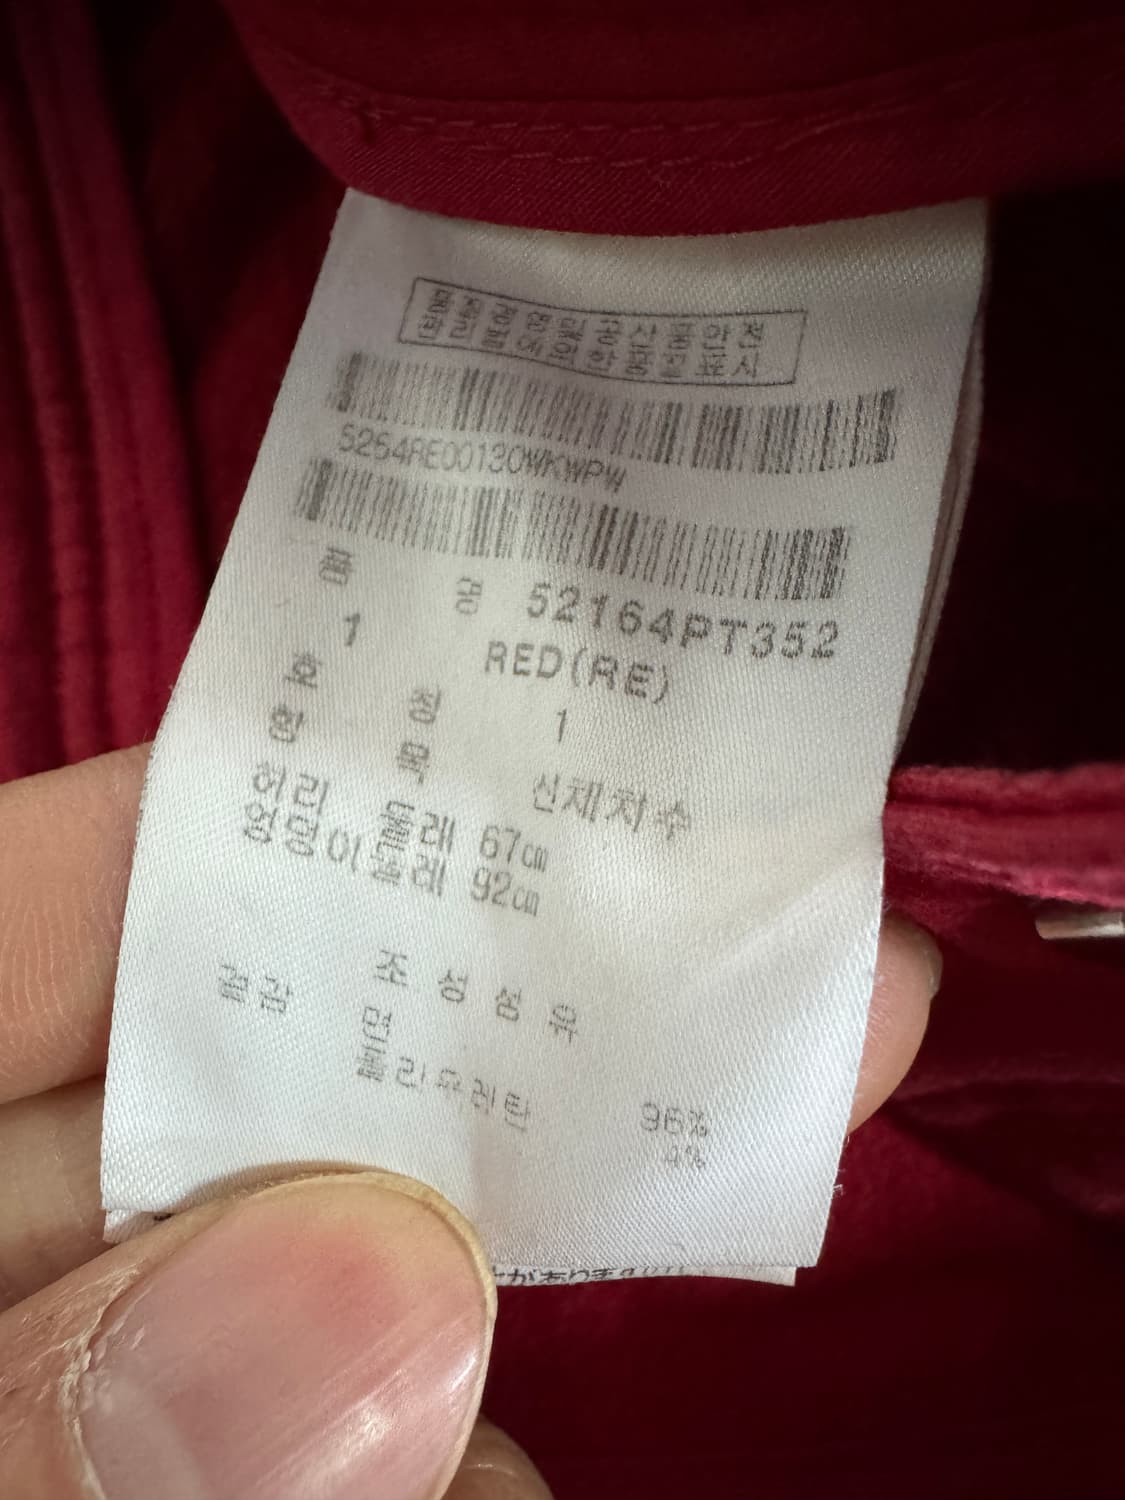 품질경영및공산품안전
관리법에의한품질표시
5254RE00130WKWPW
품 명 52164PT352
1 RED(RE)
호 칭 1
항 목 신체치수
허리 둘레 67cm
엉덩이둘레 92cm
조 성 섬 유
겉감 면 96%
폴리우레탄 4%